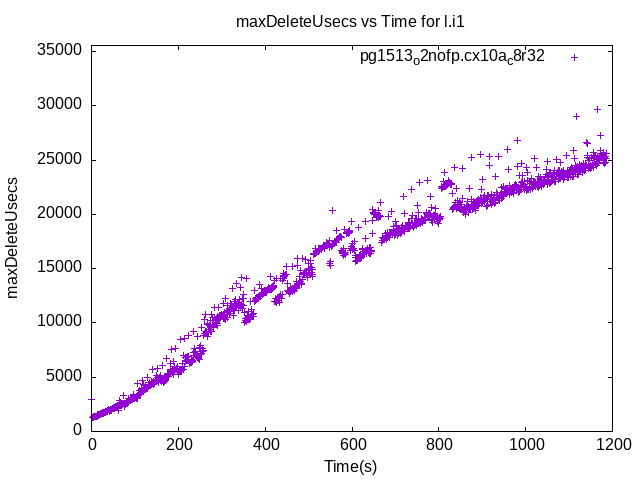 maxDeleteUsecs vs Time for l.i1
pg1513o2nofp.cx10ac8r32
35000
30000
25000
20000
15000
10000
5000
0
maxDeleteUsecs
0 200 400 600 800 1000 1200
Time(s)